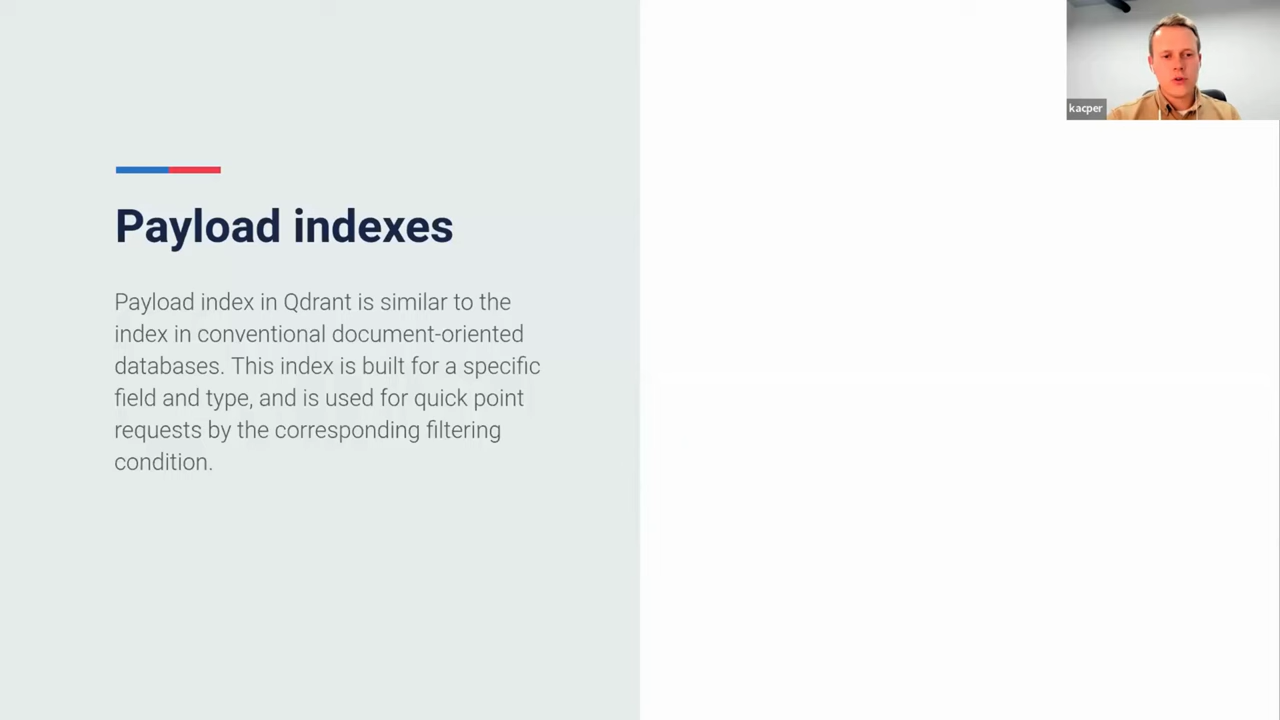 kacper
Payload indexes
Payload index in Qdrant is similar to the
index in conventional document-oriented
databases. This index is built for a specific
field and type, and is used for quick point
requests by the corresponding filtering
condition.